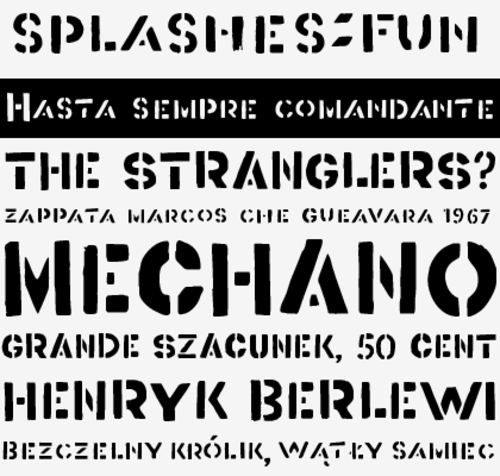 SPLASHES=FUN
HASTA SEMPRE COMANDANTE
THE STRANGLERS?
ZAPPATA MARCOS CHE GUEAVARA 1967
MECHANO
GRANDE SZACUNEK, 50 CENT
HENRYK BERLEWI
BEZCZELNY KRÓLIK, WĄTŁY SAMIEC